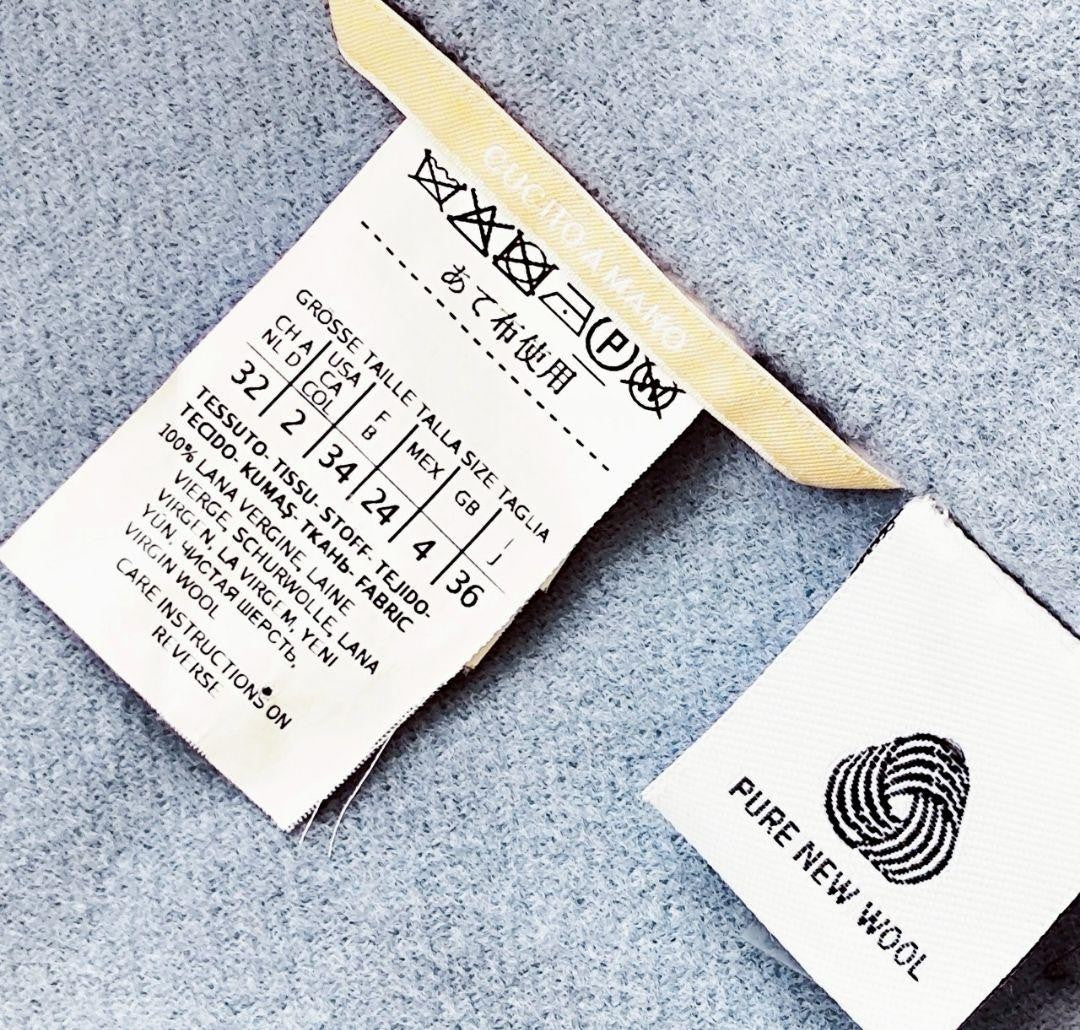 CUCITO A MANO
P
W
あて布使用
GROSSE TAILLE TALLA SIZE TAGLIA
CH A USA F MEX GB I
NL D CA B J
COL
32 2 34 24 4 36
TESSUTO- TISSU- STOFF- TEJIDO-
TECIDO- KUMAŞ- ТКАНЬ- FABRIC
100% LANA VERGINE, LAINE
VIERGE, SCHURWOLLE, LANA
VIRGEN, LA VIRGEM, YENI
YÜN, ЧИСТАЯ ШЕРСТЬ,
VIRGIN WOOL
CARE INSTRUCTIONS ON
REVERSE
PURE NEW WOOL